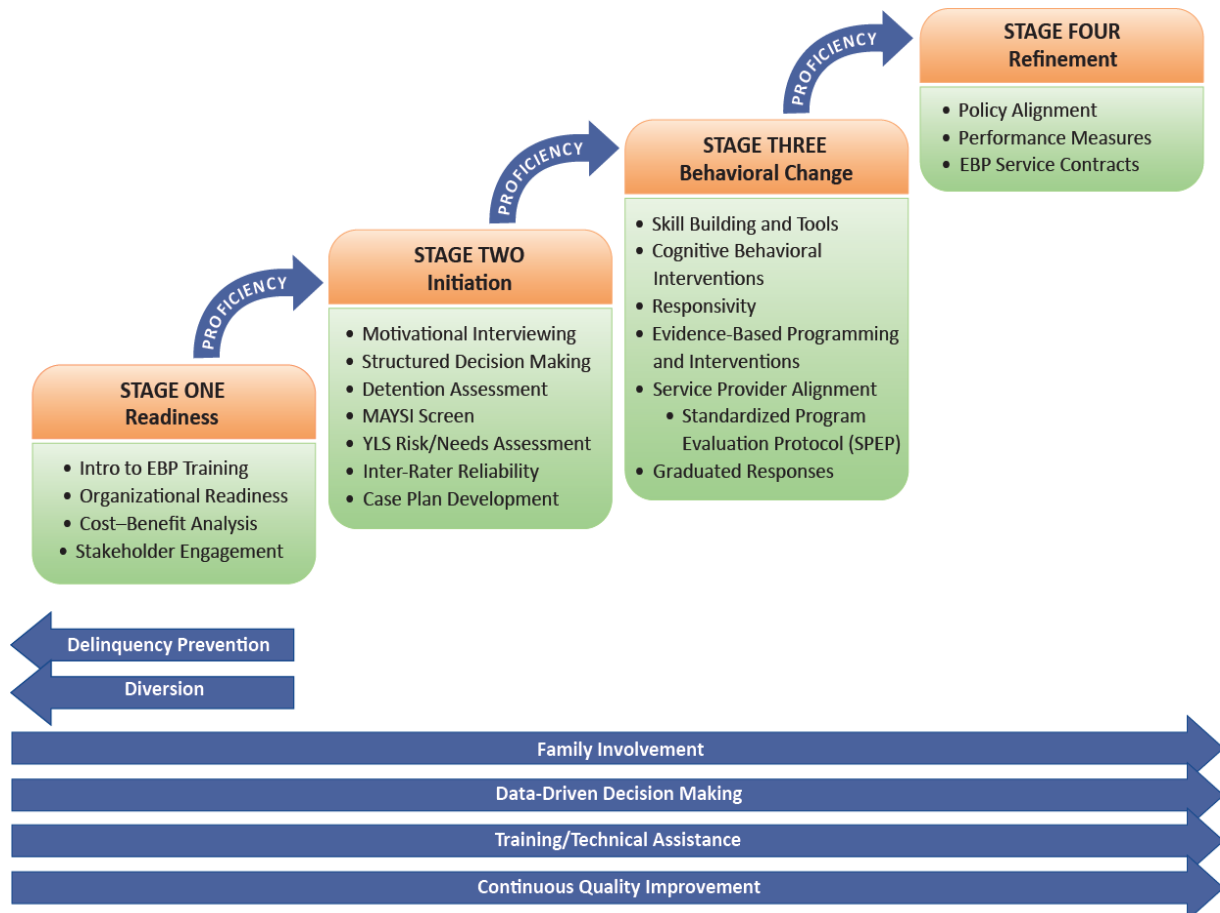 STAGE FOUR
Refinement
• Policy Alignment
• Performance Measures
• EBP Service Contracts
PROFICIENCY
STAGE THREE
Behavioral Change
• Skill Building and Tools
• Cognitive Behavioral
Interventions
• Responsivity
• Evidence-Based Programming
and Interventions
• Service Provider Alignment
• Standardized Program
Evaluation Protocol (SPEP)
• Graduated Responses
PROFICIENCY
STAGE TWO
Initiation
• Motivational Interviewing
• Structured Decision Making
• Detention Assessment
• MAYSI Screen
• YLS Risk/Needs Assessment
• Inter-Rater Reliability
• Case Plan Development
PROFICIENCY
STAGE ONE
Readiness
• Intro to EBP Training
• Organizational Readiness
• Cost–Benefit Analysis
• Stakeholder Engagement
Delinquency Prevention
Diversion
Family Involvement
Data-Driven Decision Making
Training/Technical Assistance
Continuous Quality Improvement